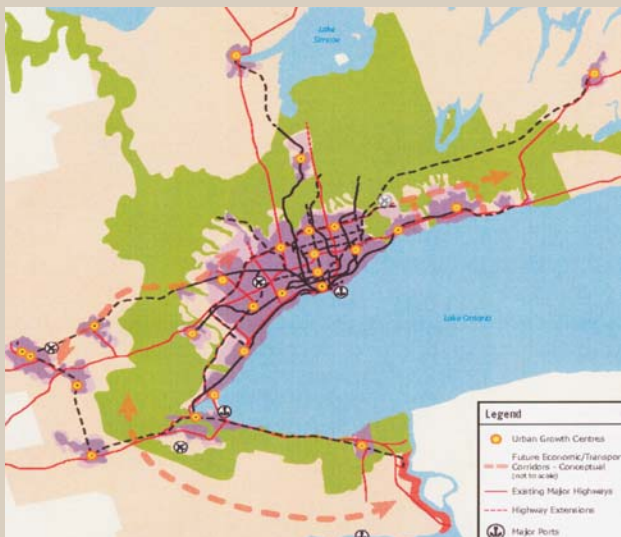 Lake
Simcoe
Lake Ontario
Legend
Urban Growth Centres
Future Economic/Transpor
Corridors - Conceptual
(not to scale)
Existing Major Highways
Highway Extensions
Major Ports